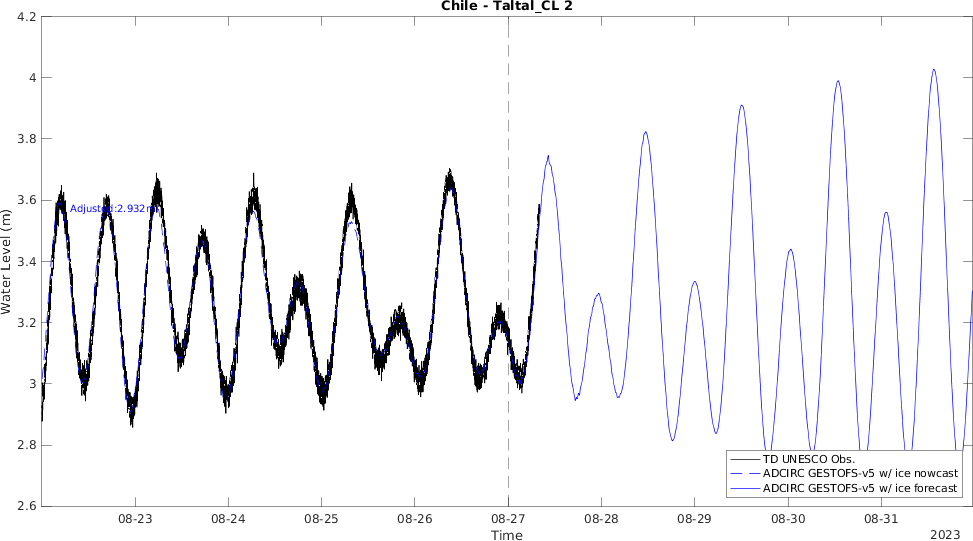 Chile - Taltal_CL 2
Water Level (m)
4.2
4
3.8
3.6
3.4
3.2
3
2.8
2.6
Adjusted:2.932m
TD UNESCO Obs.
ADCIRC GESTOFS-v5 w/ ice nowcast
ADCIRC GESTOFS-v5 w/ ice forecast
08-23 08-24 08-25 08-26 08-27 08-28 08-29 08-30 08-31
Time
2023